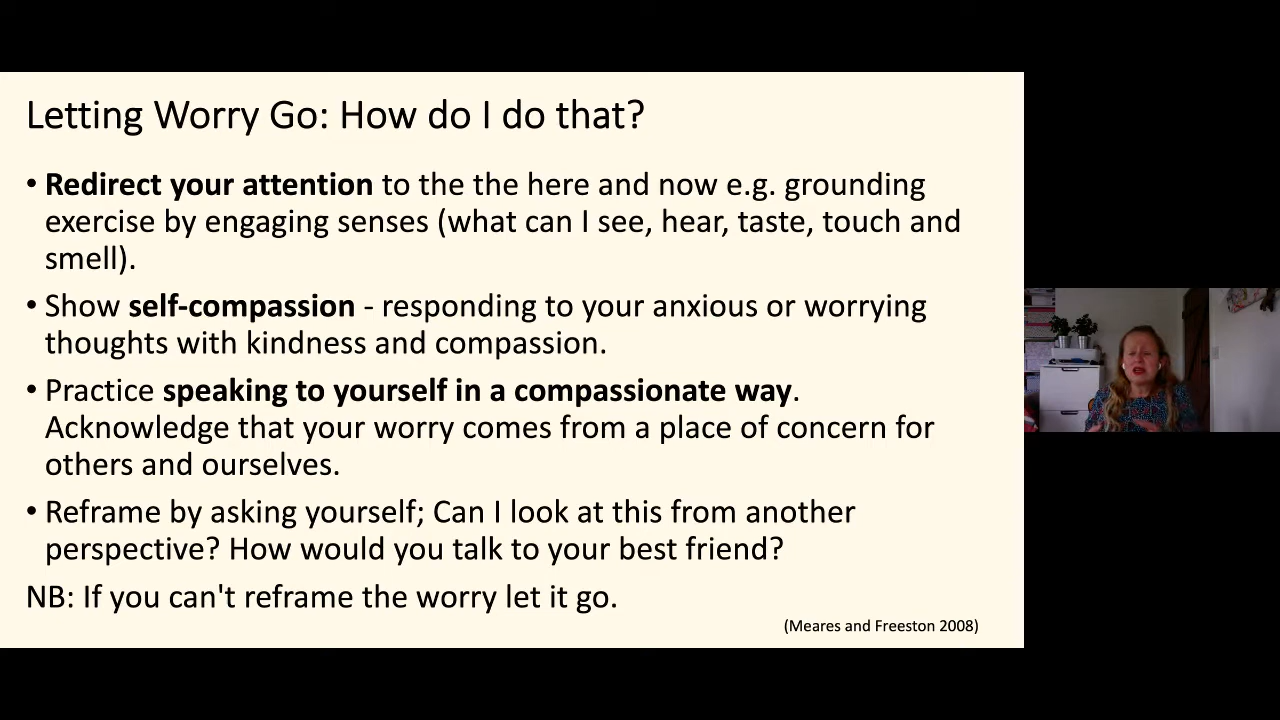 Letting Worry Go: How do I do that?
• Redirect your attention to the the here and now e.g. grounding
exercise by engaging senses (what can I see, hear, taste, touch and
smell).
• Show self-compassion - responding to your anxious or worrying
thoughts with kindness and compassion.
• Practice speaking to yourself in a compassionate way.
Acknowledge that your worry comes from a place of concern for
others and ourselves.
• Reframe by asking yourself; Can I look at this from another
perspective? How would you talk to your best friend?
NB: If you can't reframe the worry let it go.
(Meares and Freeston 2008)